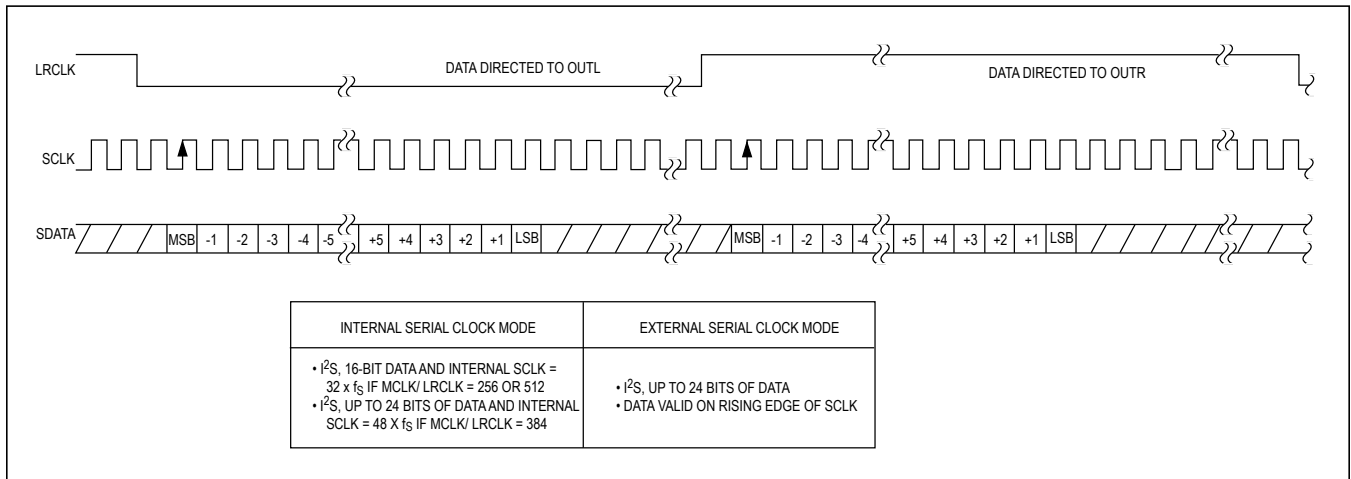 LRCLK
DATA DIRECTED TO OUTL
DATA DIRECTED TO OUTR
SCLK
SDATA
MSB -1 -2 -3 -4 -5 +5 +4 +3 +2 +1 LSB MSB -1 -2 -3 -4 +5 +4 +3 +2 +1 LSB
INTERNAL SERIAL CLOCK MODE
• I²S, 16-BIT DATA AND INTERNAL SCLK =
32 x fS IF MCLK/ LRCLK = 256 OR 512
• I²S, UP TO 24 BITS OF DATA AND INTERNAL
SCLK = 48 X fS IF MCLK/ LRCLK = 384
EXTERNAL SERIAL CLOCK MODE
• I²S, UP TO 24 BITS OF DATA
• DATA VALID ON RISING EDGE OF SCLK